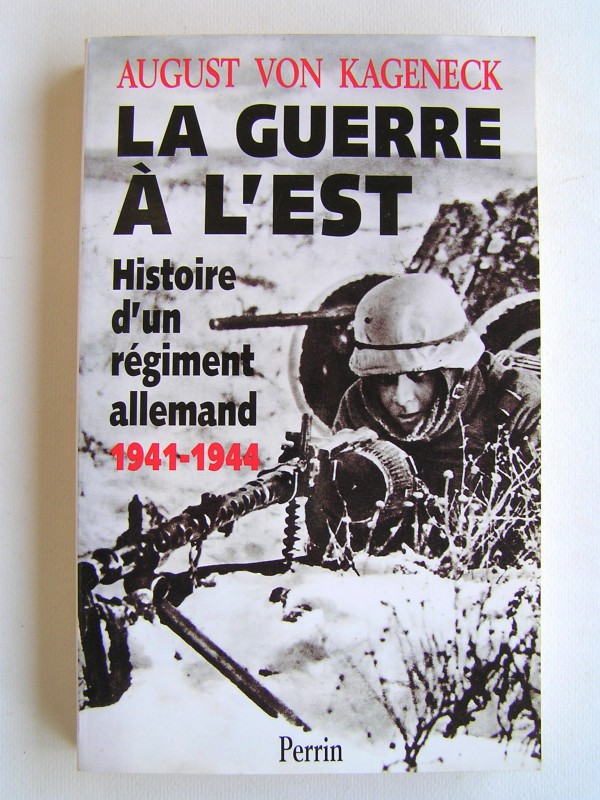 AUGUST VON KAGENECK
LA GUERRE
À L'EST
Histoire
d'un
régiment
allemand
1941-1944
Perrin